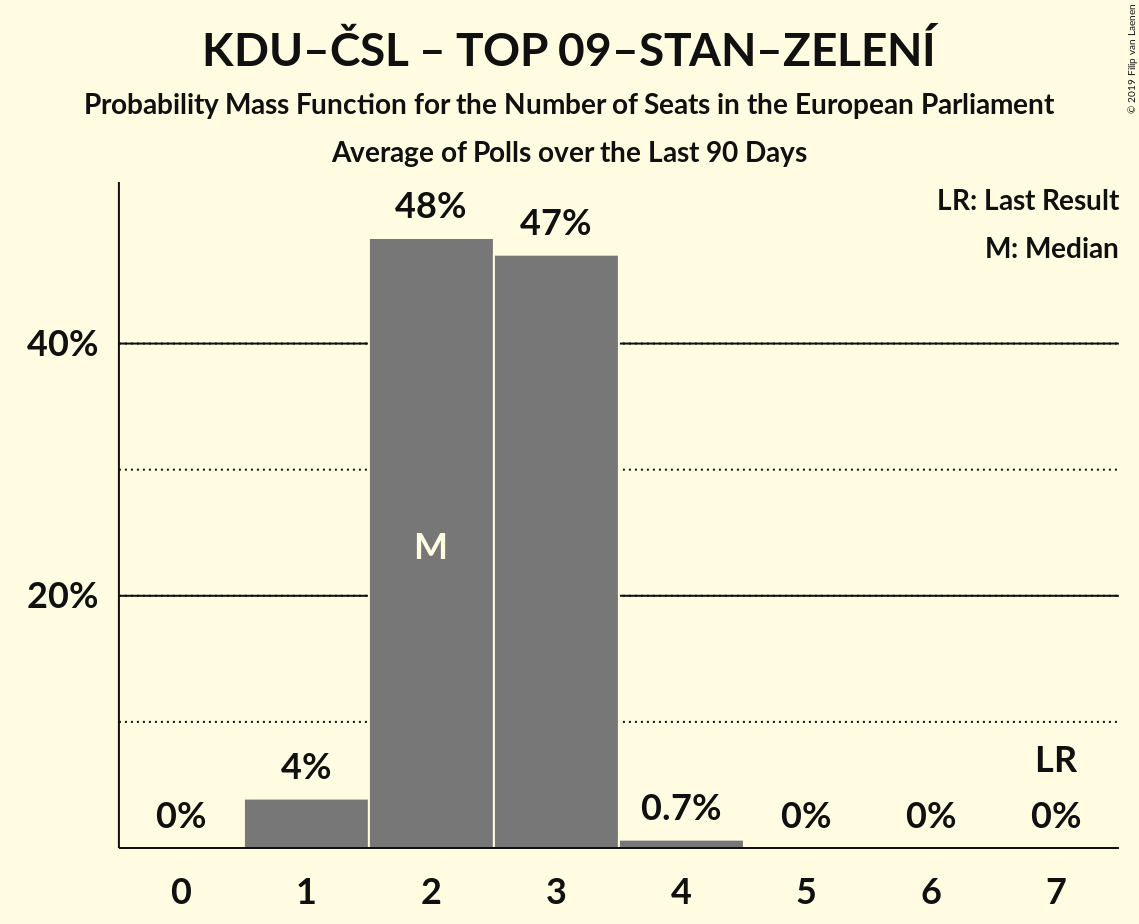 KDU–ČSL – TOP 09–STAN–ZELENÍ
Probability Mass Function for the Number of Seats in the European Parliament
Average of Polls over the Last 90 Days
© 2019 Filip van Laenen
LR: Last Result
M: Median
48%
47%
40%
M
20%
4%
LR
0%
0.7%
0%
0%
0%
0 1 2 3 4 5 6 7